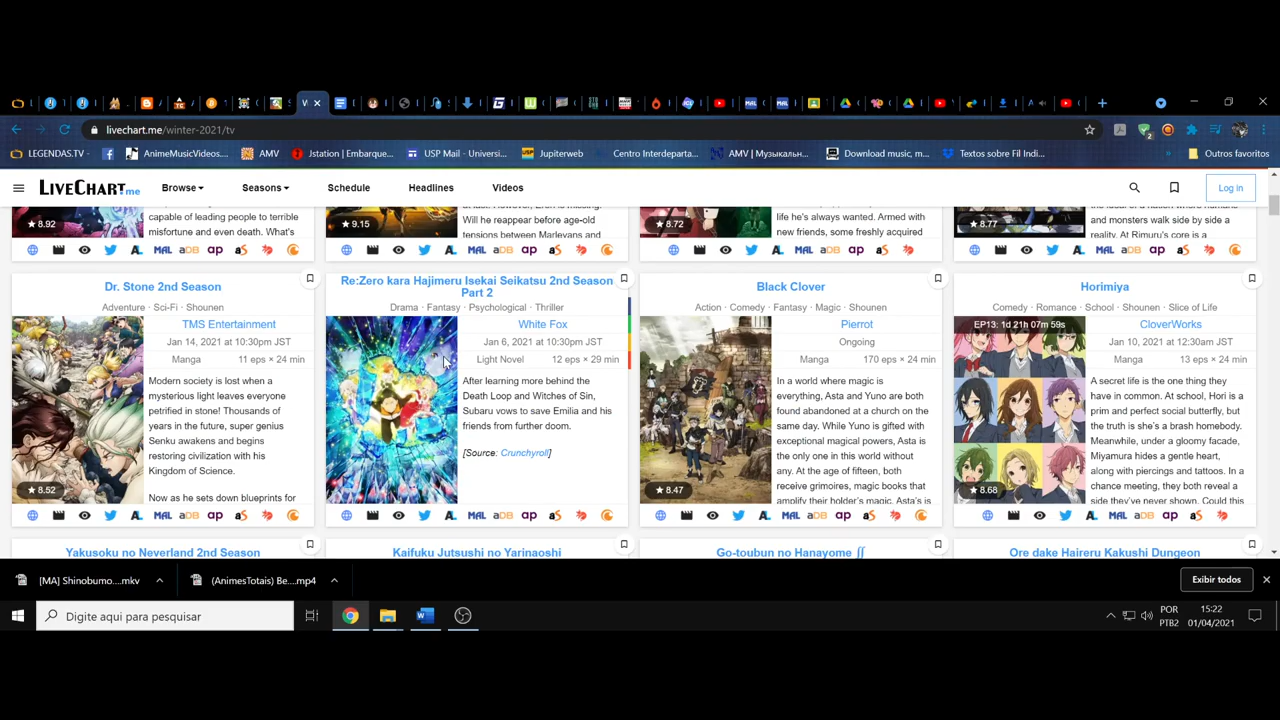 livechart.me/winter-2021/tv
LEGENDAS.TV -
AnimeMusicVideos....
AMV
Jstation | Embarque...
USP Mail - Universi...
Jupiterweb
Centro Interdeparta...
AMV | Музыкальн...
Download music, m...
Textos sobre Fil Indi...
Outros favoritos
LIVECHART.me
Browse
Seasons
Schedule
Headlines
Videos
Log in
8.92
capable of leading people to terrible
misfortune and even death. What's
9.15
Will he reappear before age-old
tensions between Marleyans and
8.72
life he's always wanted. Armed with
new friends, some freshly acquired
8.77
and monsters walk side by side a
reality. At Rimuru's core is a
Dr. Stone 2nd Season
Adventure · Sci-Fi · Shounen
TMS Entertainment
Jan 14, 2021 at 10:30pm JST
Manga 11 eps × 24 min
Modern society is lost when a
mysterious light leaves everyone
petrified in stone! Thousands of
years in the future, super genius
Senku awakens and begins
restoring civilization with his
Kingdom of Science.
Now as he sets down blueprints for
8.52
Re:Zero kara Hajimeru Isekai Seikatsu 2nd Season
Part 2
Drama · Fantasy · Psychological · Thriller
White Fox
Jan 6, 2021 at 10:30pm JST
Light Novel 12 eps × 29 min
After learning more behind the
Death Loop and Witches of Sin,
Subaru vows to save Emilia and his
friends from further doom.
[Source: Crunchyroll]
Black Clover
Action · Comedy · Fantasy · Magic · Shounen
Pierrot
Ongoing
Manga 170 eps × 24 min
In a world where magic is
everything, Asta and Yuno are both
found abandoned at a church on the
same day. While Yuno is gifted with
exceptional magical powers, Asta is
the only one in this world without
any. At the age of fifteen, both
receive grimoires, magic books that
amplify their holder's magic. Asta's is
8.47
Horimiya
Comedy · Romance · School · Shounen · Slice of Life
EP13: 1d 21h 07m 59s
CloverWorks
Jan 10, 2021 at 12:30am JST
Manga 13 eps × 24 min
A secret life is the one thing they
have in common. At school, Hori is a
prim and perfect social butterfly, but
the truth is she's a brash homebody.
Meanwhile, under a gloomy facade,
Miyamura hides a gentle heart,
along with piercings and tattoos. In a
chance meeting, they both reveal a
side they've never shown. Could this
8.68
Yakusoku no Neverland 2nd Season
Kaifuku Jutsushi no Yarinaoshi
Go-toubun no Hanayome ∬
Ore dake Haireru Kakushi Dungeon
[MA] Shinobumo....mkv
(AnimesTotais) Be....mp4
Exibir todos
Digite aqui para pesquisar
POR
PTB2
15:22
01/04/2021